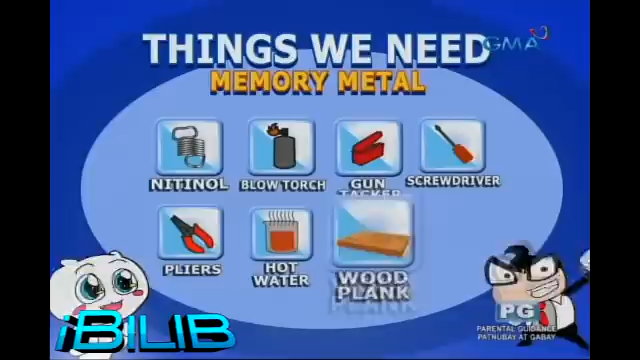 THINGS WE NEED
GMA
MEMORY METAL
NITINOL
BLOW TORCH
GUN
TACKER
SCREWDRIVER
PLIERS
HOT
WATER
WOOD
PLANK
iBILIB
PG
PARENTAL GUIDANCE
PATNUBAY AT GABAY